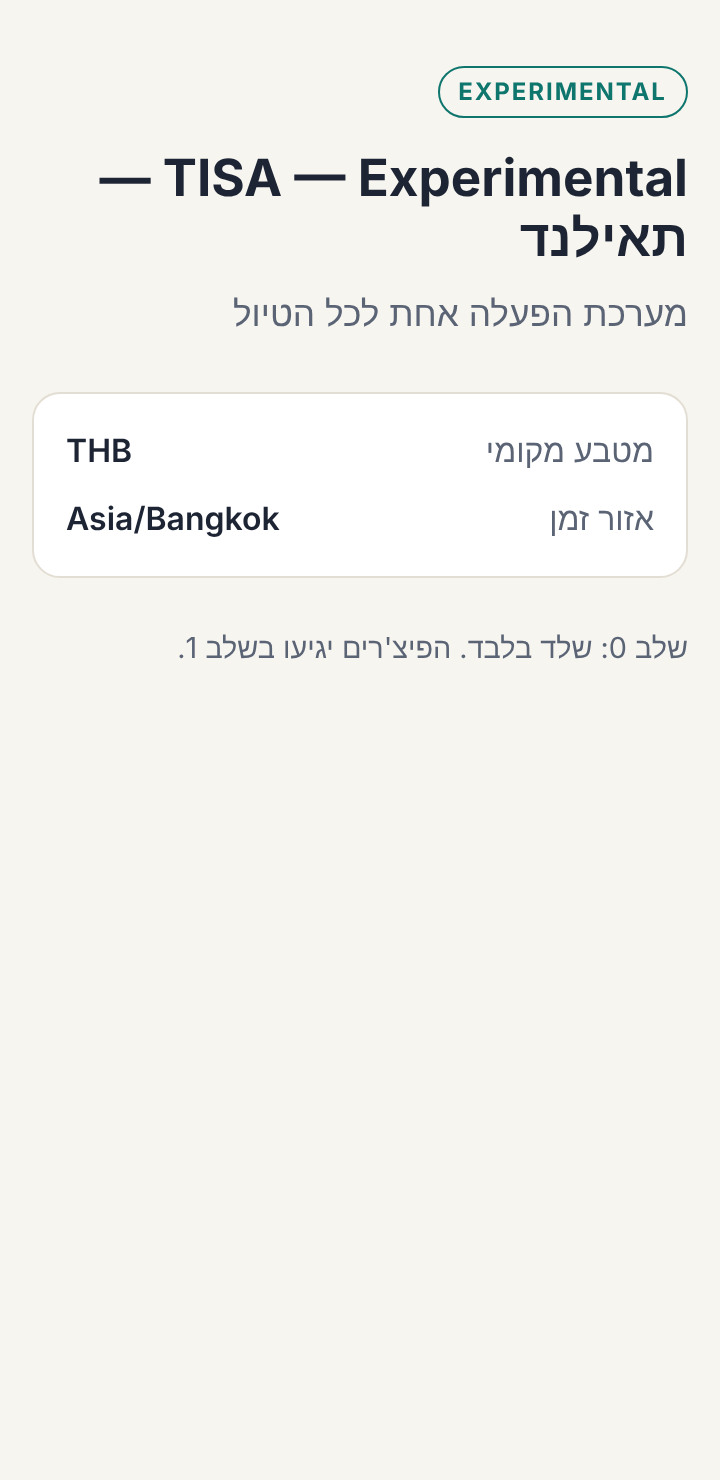 EXPERIMENTAL
TISA — Experimental —
תאילנד
מערכת הפעלה אחת לכל הטיול
מטבע מקומי THB
אזור זמן Asia/Bangkok
שלב 0: שלד בלבד. הפיצ'רים יגיעו בשלב 1.